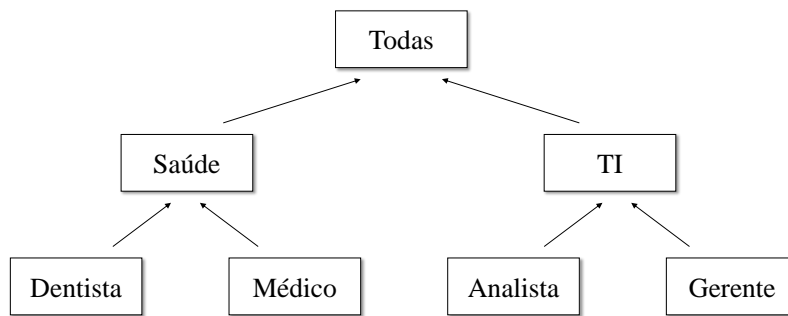 Todas
Saúde
TI
Dentista
Médico
Analista
Gerente